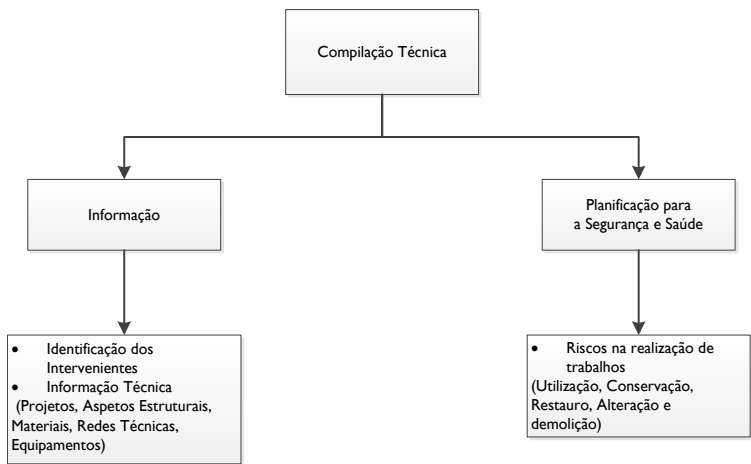 Compilação Técnica
Informação
Planificação para
a Segurança e Saúde
• Identificação dos
Intervenientes
• Informação Técnica
(Projetos, Aspetos Estruturais,
Materiais, Redes Técnicas,
Equipamentos)
• Riscos na realização de
trabalhos
(Utilização, Conservação,
Restauro, Alteração e
demolição)